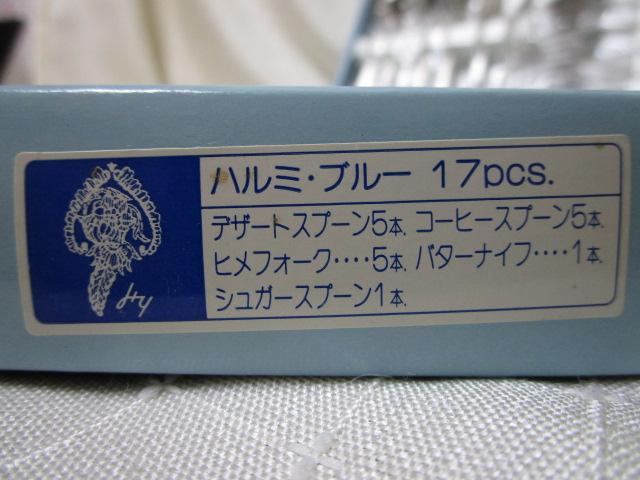 ハルミ・ブルー 17pcs.
デザートスプーン5本. コーヒースプーン5本.
ヒメフォーク‥‥5本. バターナイフ‥‥1本.
シュガースプーン1本.
Hy